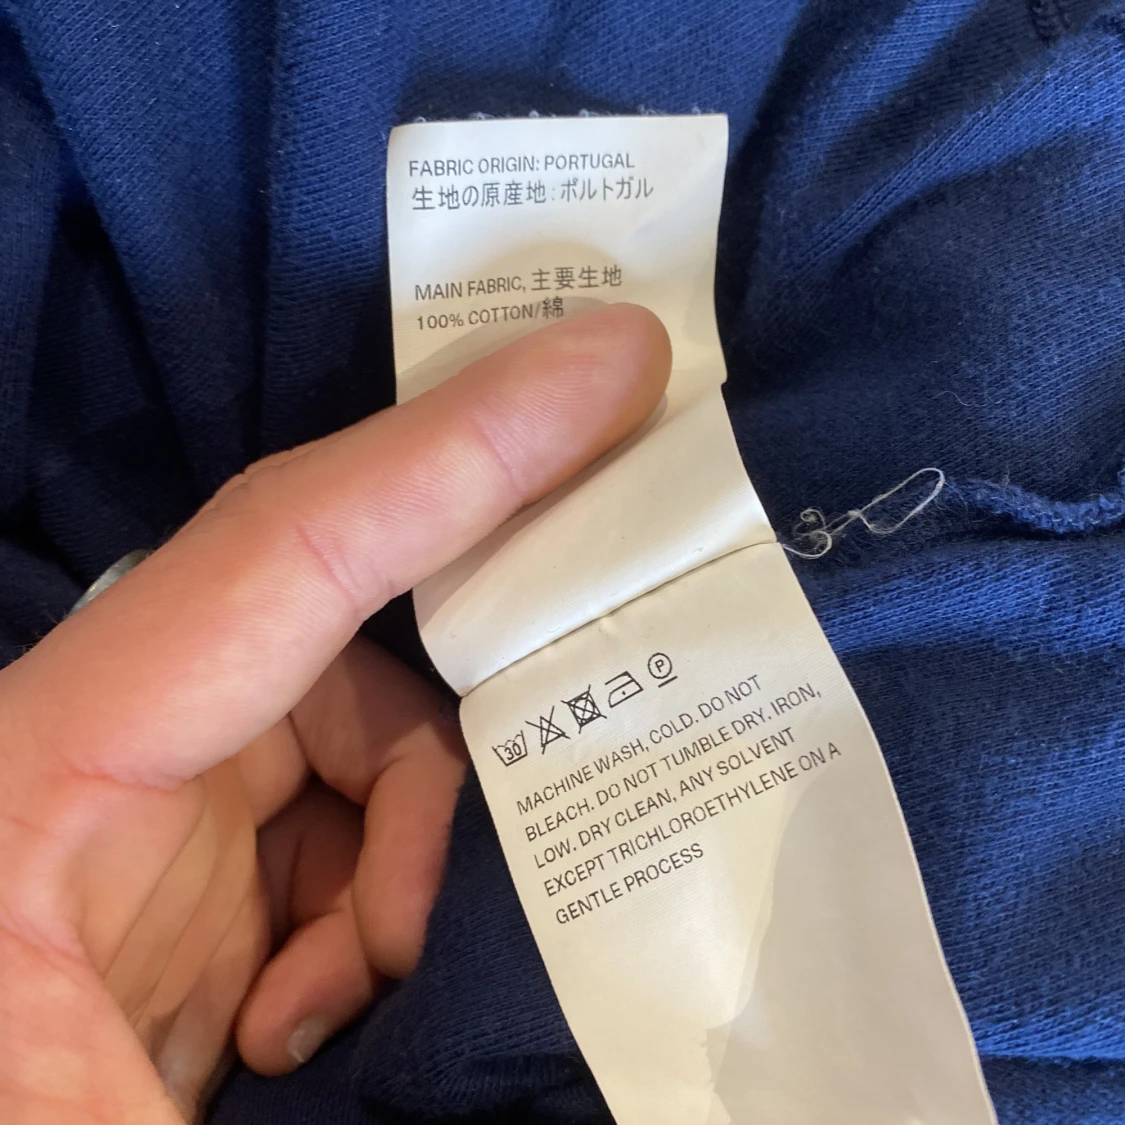 FABRIC ORIGIN: PORTUGAL
生地の原産地:ポルトガル
MAIN FABRIC, 主要生地
100% COTTON/綿
30 P
MACHINE WASH, COLD. DO NOT
BLEACH. DO NOT TUMBLE DRY. IRON,
LOW. DRY CLEAN, ANY SOLVENT
EXCEPT TRICHLOROETHYLENE ON A
GENTLE PROCESS